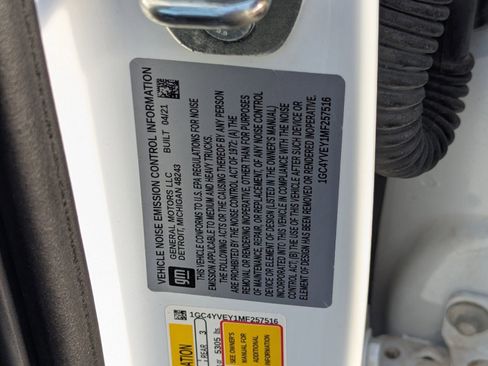 VEHICLE NOISE EMISSION CONTROL INFORMATION
GENERAL MOTORS LLC
DETROIT, MICHIGAN 48243
BUILT 04/21
gm
THIS VEHICLE CONFORMS TO U.S. EPA REGULATIONS FOR NOISE
EMISSION APPLICABLE TO MEDIUM AND HEAVY TRUCKS.
THE FOLLOWING ACTS OR THE CAUSING THEREOF BY ANY PERSON
ARE PROHIBITED BY THE NOISE CONTROL ACT OF 1972: (A) THE
REMOVAL OR RENDERING INOPERATIVE, OTHER THAN FOR PURPOSES
OF MAINTENANCE, REPAIR, OR REPLACEMENT, OF ANY NOISE CONTROL
DEVICE OR ELEMENT OF DESIGN (LISTED IN THE OWNER'S MANUAL)
INCORPORATED INTO THIS VEHICLE IN COMPLIANCE WITH THE NOISE
CONTROL ACT; (B) THE USE OF THIS VEHICLE AFTER SUCH DEVICE OR
ELEMENT OF DESIGN HAS BEEN REMOVED OR RENDERED INOPERATIVE.
1GC4YVEY1MF257516
1GC4YVEY1MF257516
REAR 3
5305 lbs
SEE OWNER'S
MANUAL FOR
ADDITIONAL
INFORMATION